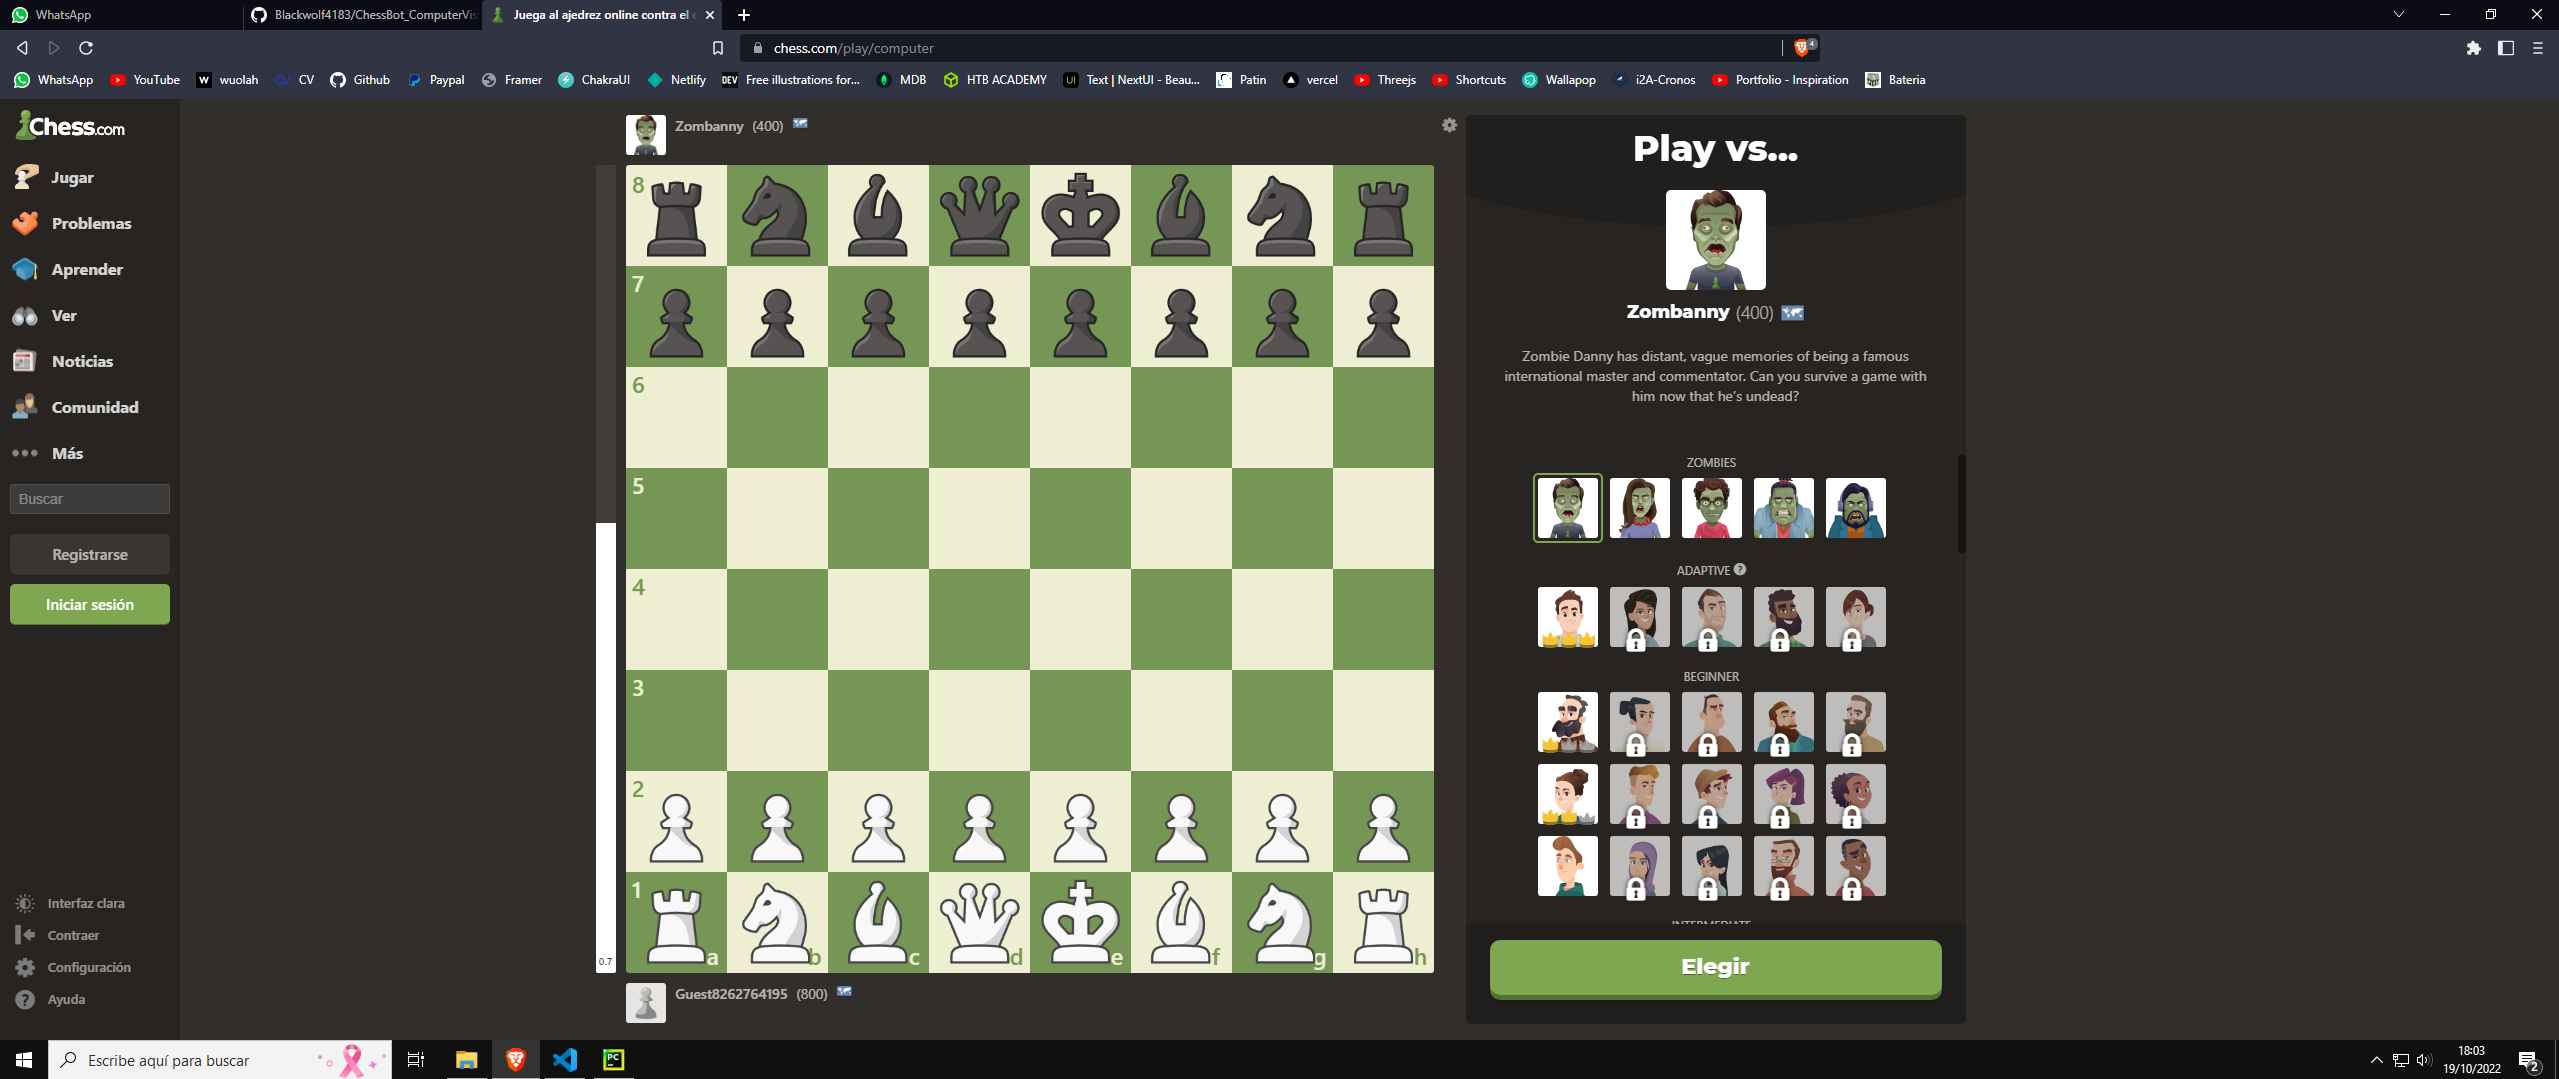 WhatsApp
Blackwolf4183/ChessBot_ComputerVis
Juega al ajedrez online contra el
chess.com/play/computer
4
WhatsApp YouTube wuolah CV Github Paypal Framer ChakraUI Netlify Free illustrations for... MDB HTB ACADEMY Text | NextUI - Beau... Patin vercel Threejs Shortcuts Wallapop i2A-Cronos Portfolio - Inspiration Bateria
Chess.com
Jugar
Problemas
Aprender
Ver
Noticias
Comunidad
Más
Buscar
Registrarse
Iniciar sesión
Interfaz clara
Contraer
Configuración
Ayuda
Zombanny (400)
8
7
6
5
4
3
2
1
a b c d e f g h
0.7
Guest8262764195 (800)
Play vs...
Zombanny (400)
Zombie Danny has distant, vague memories of being a famous
international master and commentator. Can you survive a game with
him now that he's undead?
ZOMBIES
ADAPTIVE ?
BEGINNER
INTERMEDIATE
Elegir
Escribe aquí para buscar
18:03
19/10/2022
2